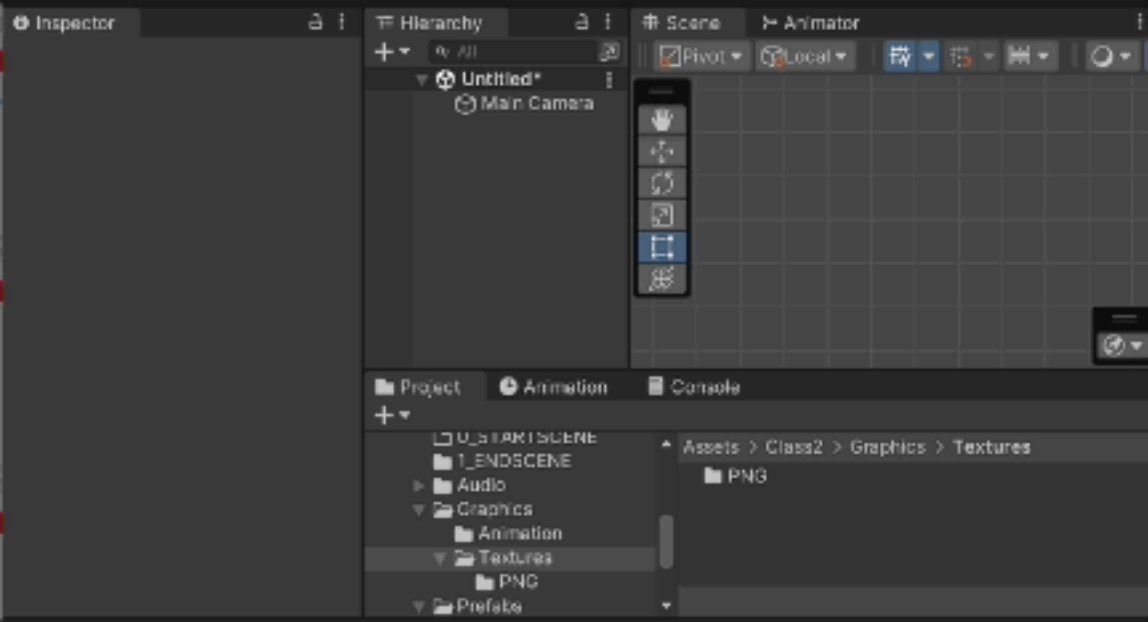 Inspector
Hierarchy
All
Untitled*
Main Camera
Scene
Animator
Pivot
Local
Project
Animation
Console
0_STARTSCENE
1_ENDSCENE
Audio
Graphics
Animation
Textures
PNG
Prefabs
Assets > Class2 > Graphics > Textures
PNG